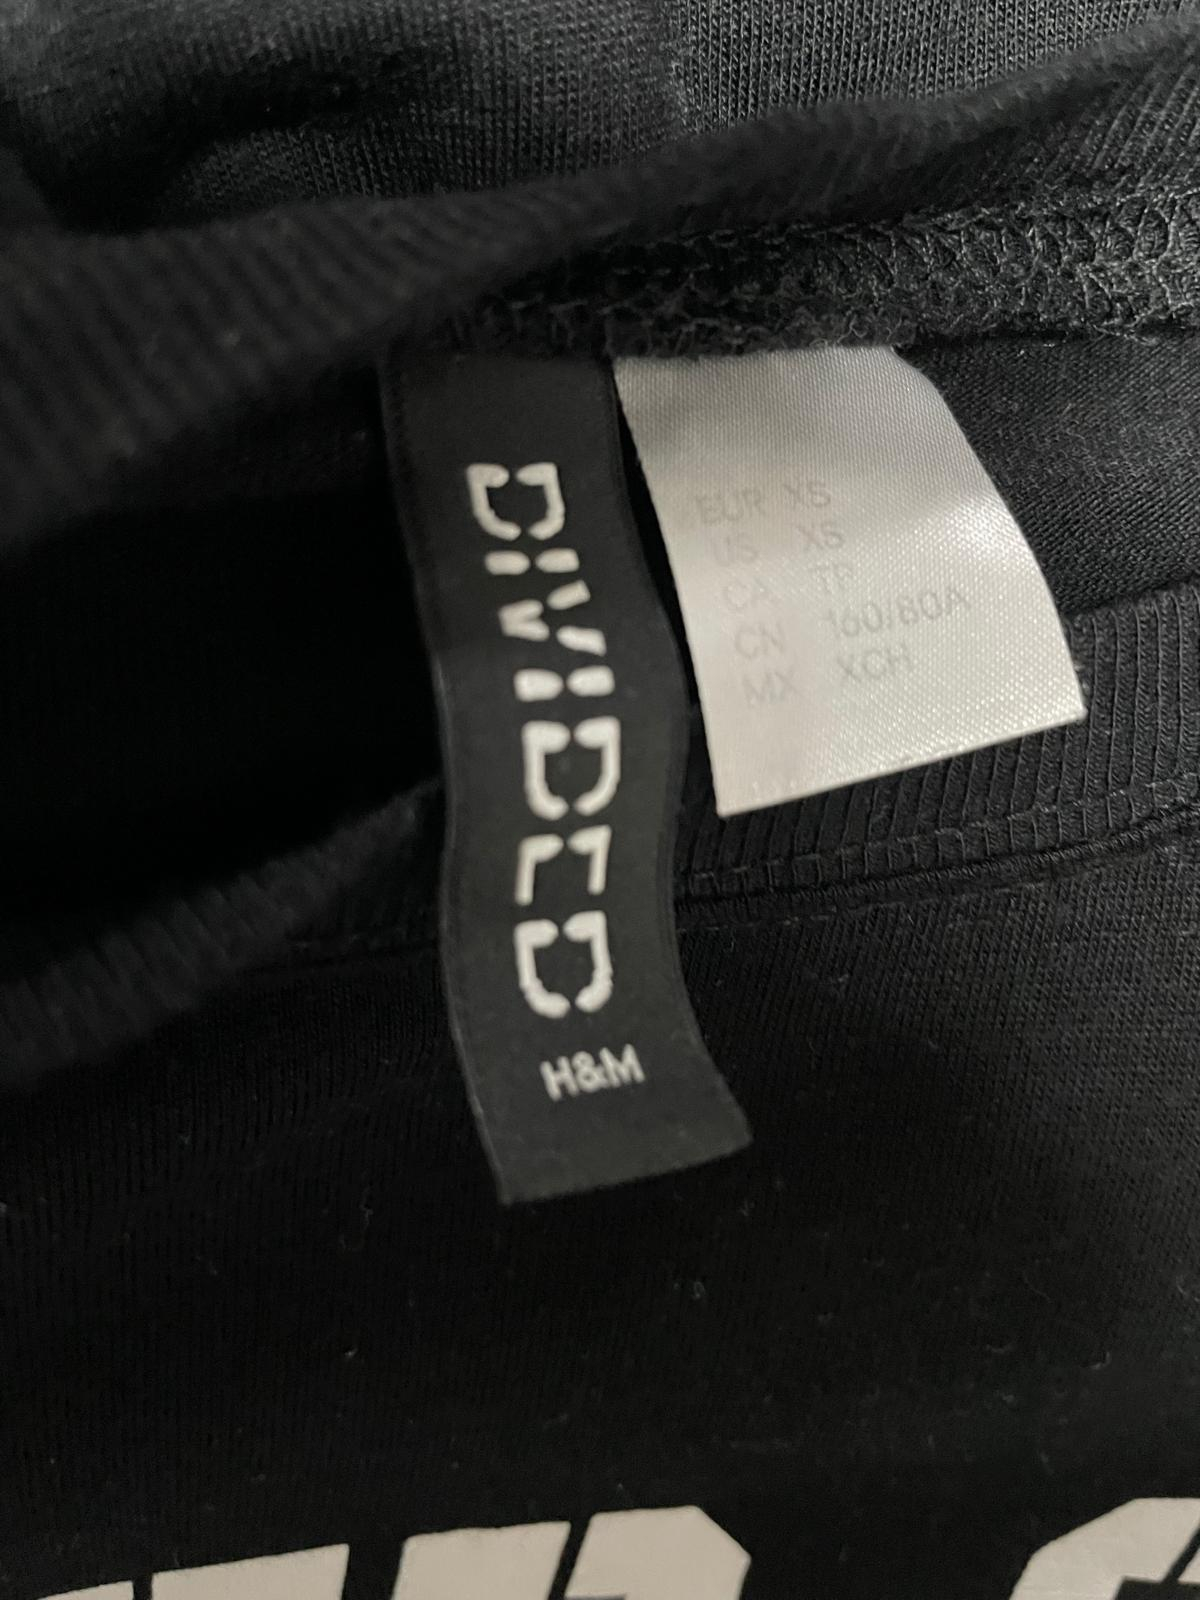 DIVIDED
H&M
EUR XS
US XS
CA TP
CN 160/80A
MX XCH